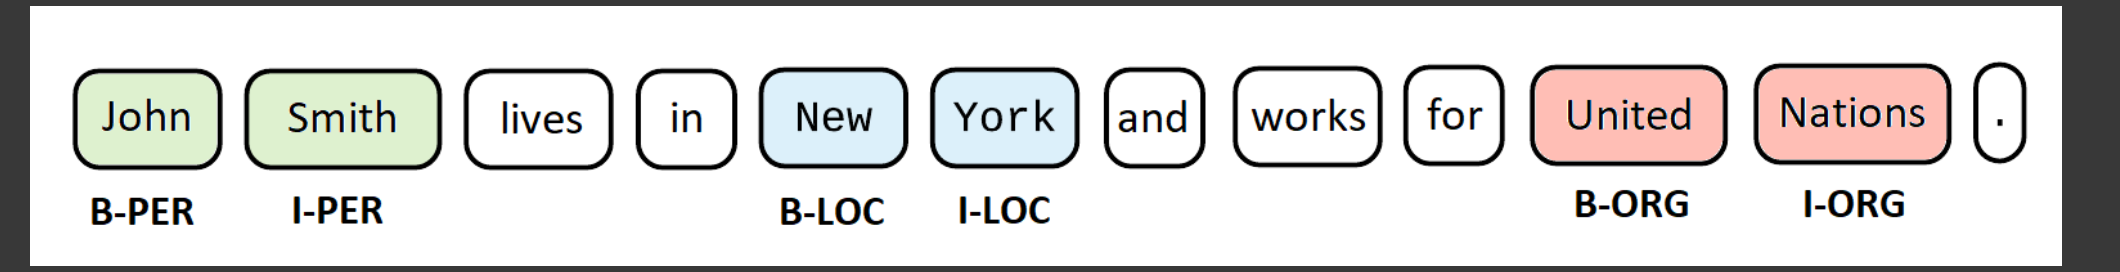 John Smith lives in New York and works for United Nations .
B-PER I-PER B-LOC I-LOC B-ORG I-ORG